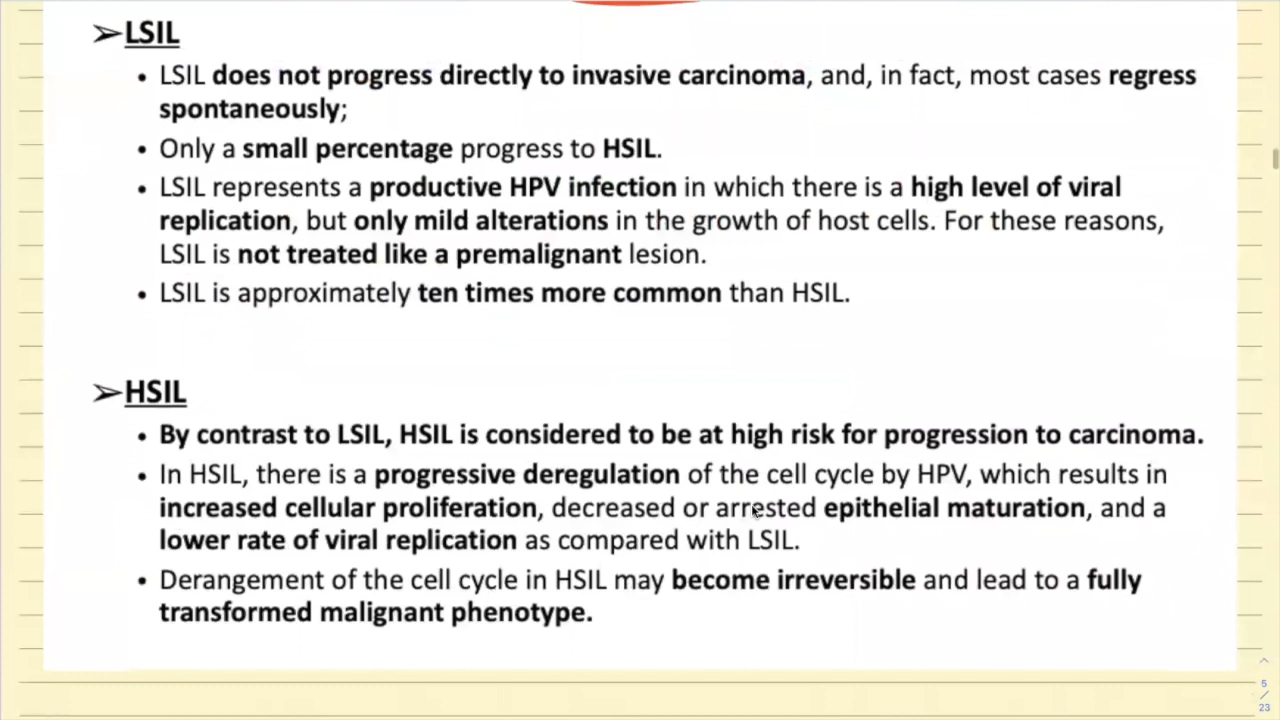 ➢LSIL
• LSIL does not progress directly to invasive carcinoma, and, in fact, most cases regress
spontaneously;
• Only a small percentage progress to HSIL.
• LSIL represents a productive HPV infection in which there is a high level of viral
replication, but only mild alterations in the growth of host cells. For these reasons,
LSIL is not treated like a premalignant lesion.
• LSIL is approximately ten times more common than HSIL.
➢HSIL
• By contrast to LSIL, HSIL is considered to be at high risk for progression to carcinoma.
• In HSIL, there is a progressive deregulation of the cell cycle by HPV, which results in
increased cellular proliferation, decreased or arrested epithelial maturation, and a
lower rate of viral replication as compared with LSIL.
• Derangement of the cell cycle in HSIL may become irreversible and lead to a fully
transformed malignant phenotype.
5
/
23